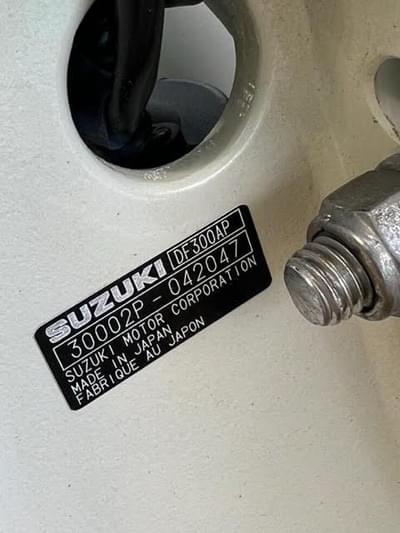 SUZUKI DF300AP
30002P-042047
SUZUKI MOTOR CORPORATION
MADE IN JAPAN
FABRIQUE AU JAPON